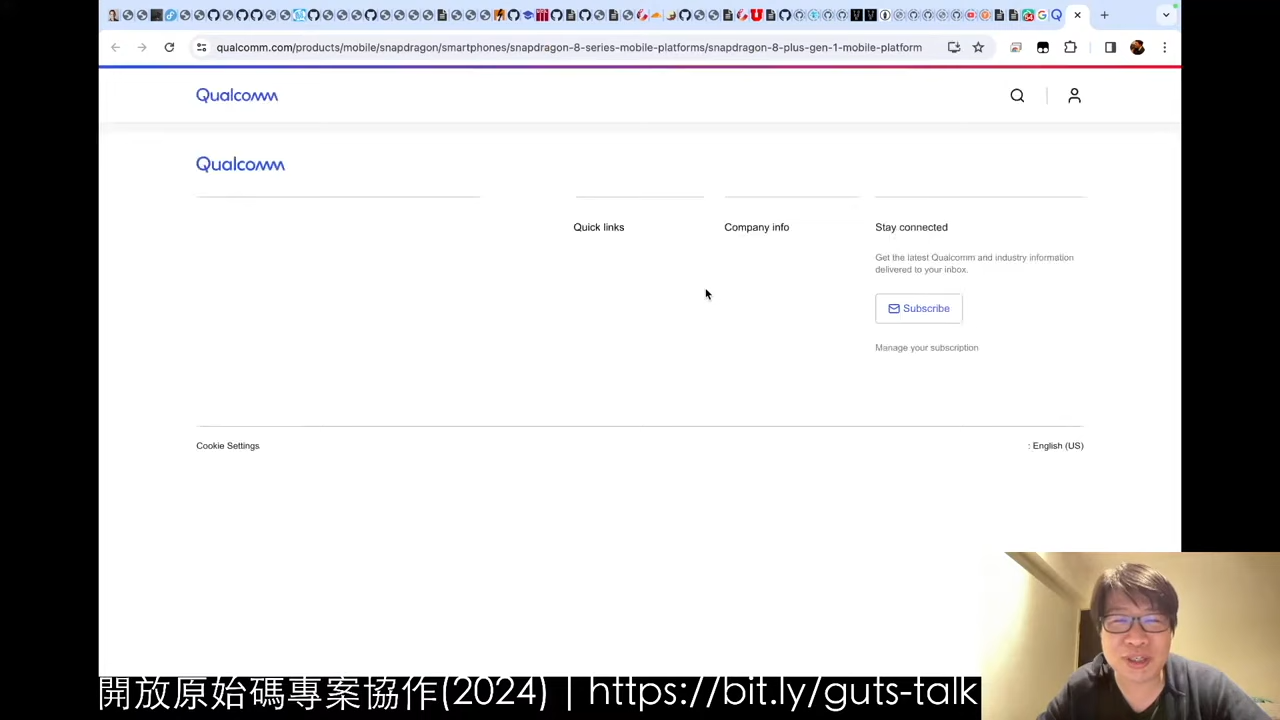 qualcomm.com/products/mobile/snapdragon/smartphones/snapdragon-8-series-mobile-platforms/snapdragon-8-plus-gen-1-mobile-platform
Qualcomm
Qualcomm
Quick links
Company info
Stay connected
Get the latest Qualcomm and industry information
delivered to your inbox.
Subscribe
Manage your subscription
Cookie Settings
: English (US)
開放原始碼專案協作(2024) | https://bit.ly/guts-talk